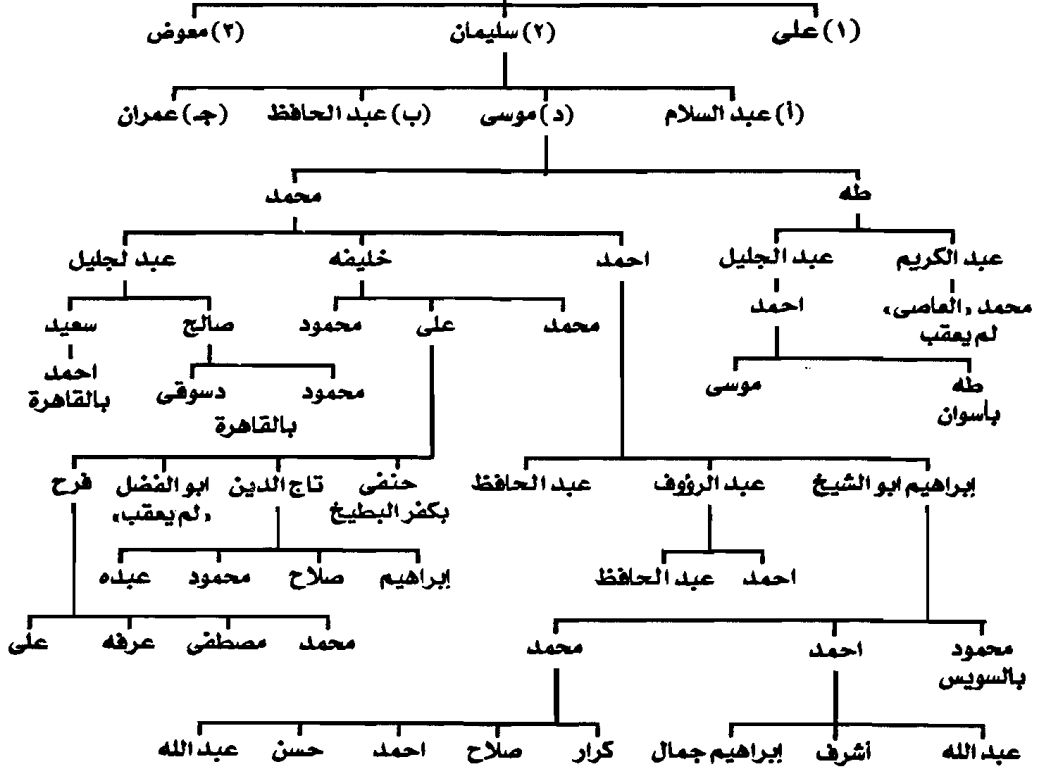 (١) على (٢) سليمان (٣) معوض
(أ) عبد السلام (د) موسى (ب) عبد الحافظ (جـ) عمران
طه محمد
عبد الكريم عبد الجليل احمد خليفه عبد لجليل
محمد «العاصى» احمد محمد على محمود صالح سعيد
لم يعقب
طه موسى محمود دسوقى احمد
بأسوان بالقاهرة بالقاهرة
إبراهيم ابو الشيخ عبد الرؤوف عبد الحافظ حنفى تاج الدين ابو الفضل فرح
بكفر البطيخ «لم يعقب»
احمد عبد الحافظ إبراهيم صلاح محمود عبده
محمود احمد محمد محمد مصطفى عرفه على
بالسويس
عبد الله أشرف إبراهيم جمال كرار صلاح احمد حسن عبد الله